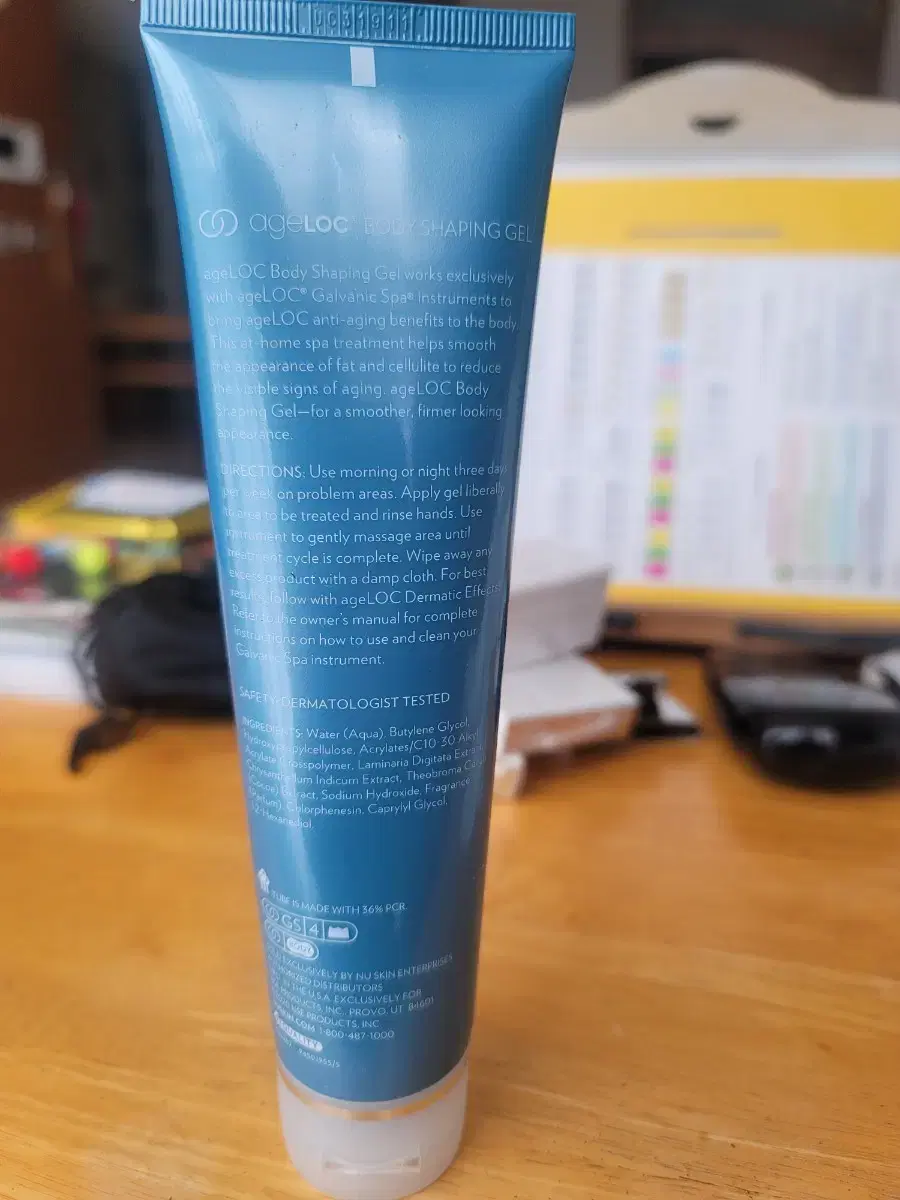 UC31911
ageLOC BODY SHAPING GEL
ageLOC Body Shaping Gel works exclusively
with ageLOC® Galvanic Spa® instruments to
bring ageLOC anti-aging benefits to the body.
This at-home spa treatment helps smooth
the appearance of fat and cellulite to reduce
the visible signs of aging. ageLOC Body
Shaping Gel—for a smoother, firmer looking
appearance.
DIRECTIONS: Use morning or night three days
per week on problem areas. Apply gel liberally
to area to be treated and rinse hands. Use
instrument to gently massage area until
treatment cycle is complete. Wipe away any
excess product with a damp cloth. For best
results, follow with ageLOC Dermatic Effects.
Refer to the owner's manual for complete
instructions on how to use and clean your
Galvanic Spa instrument.
SAFETY: DERMATOLOGIST TESTED
INGREDIENTS: Water (Aqua), Butylene Glycol,
Hydroxypropylcellulose, Acrylates/C10-30 Alkyl
Acrylate Crosspolymer, Laminaria Digitata Extract,
Chrysanthellum Indicum Extract, Theobroma
(Cocoa) Extract, Sodium Hydroxide, Fragrance
(Parfum), Chlorphenesin, Caprylyl Glycol,
1,2-Hexanediol.
TUBE IS MADE WITH 36% PCR.
GS 4
BODY
EXCLUSIVELY BY NU SKIN ENTERPRISES
AUTHORIZED DISTRIBUTORS
IN THE U.S.A. EXCLUSIVELY FOR
PRODUCTS, INC. PROVO, UT 84601
PRODUCTS, INC.
.COM 1-800-487-1000
QUALITY